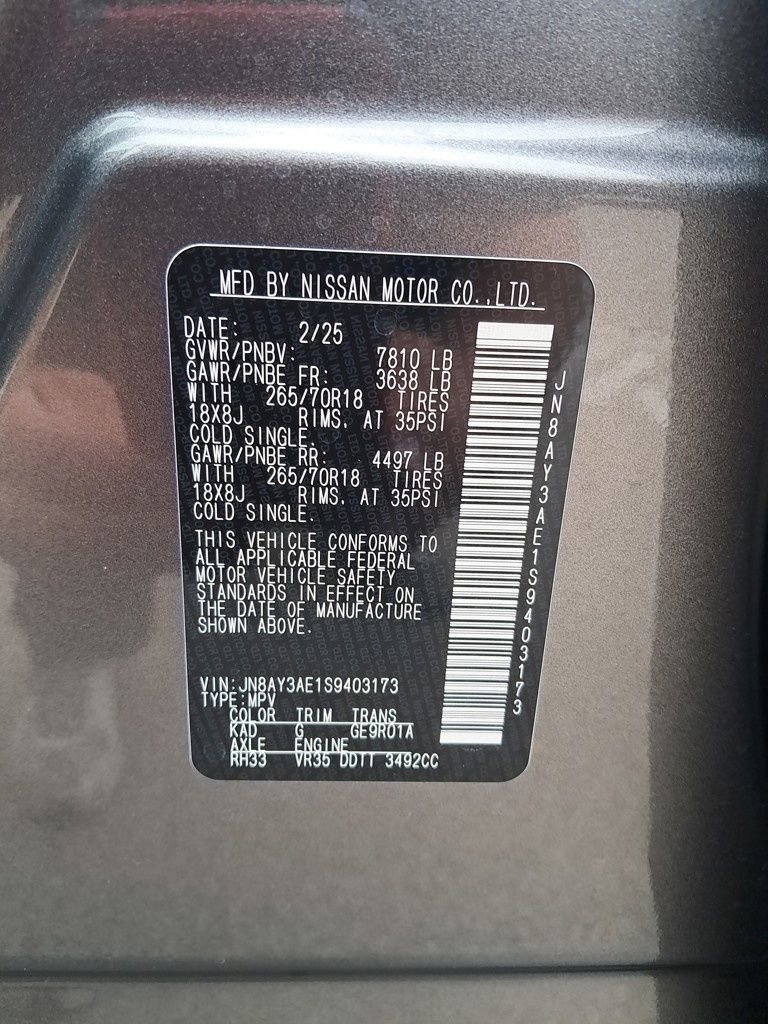 MFD BY NISSAN MOTOR CO.,LTD.
DATE: 2/25
GVWR/PNBV: 7810 LB
GAWR/PNBE FR: 3638 LB
WITH 265/70R18 TIRES
18X8J RIMS. AT 35PSI
COLD SINGLE.
GAWR/PNBE RR: 4497 LB
WITH 265/70R18 TIRES
18X8J RIMS. AT 35PSI
COLD SINGLE.
THIS VEHICLE CONFORMS TO
ALL APPLICABLE FEDERAL
MOTOR VEHICLE SAFETY
STANDARDS IN EFFECT ON
THE DATE OF MANUFACTURE
SHOWN ABOVE.
VIN:JN8AY3AE1S9403173
TYPE:MPV
COLOR TRIM TRANS
KAD G GE9R01A
AXLE ENGINE
RH33 VR35 DDTT 3492CC
JN8AY3AE1S9403173